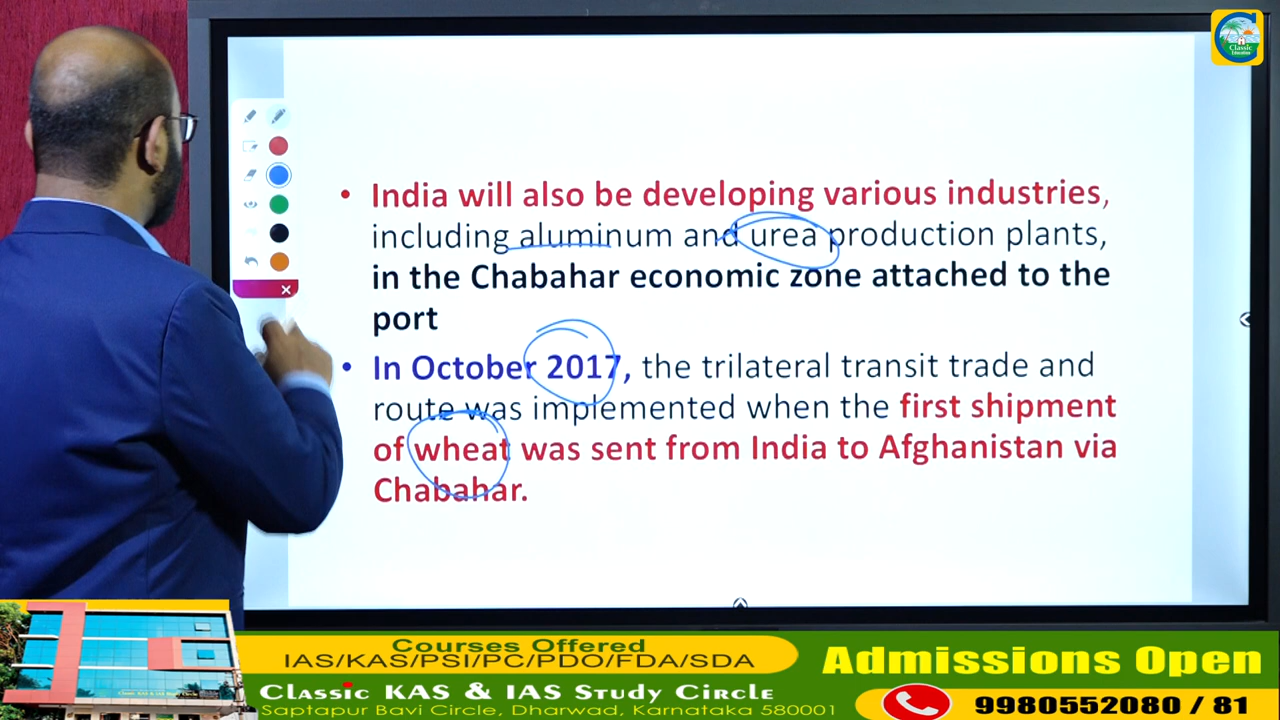 Classic
Education
• India will also be developing various industries,
including aluminum and urea production plants,
in the Chabahar economic zone attached to the
port
• In October 2017, the trilateral transit trade and
route was implemented when the first shipment
of wheat was sent from India to Afghanistan via
Chabahar.
Courses Offered
IAS/KAS/PSI/PC/PDO/FDA/SDA
Classic KAS & IAS Study Circle
Saptapur Bavi Circle, Dharwad, Karnataka 580001
Admissions Open
9980552080 / 81